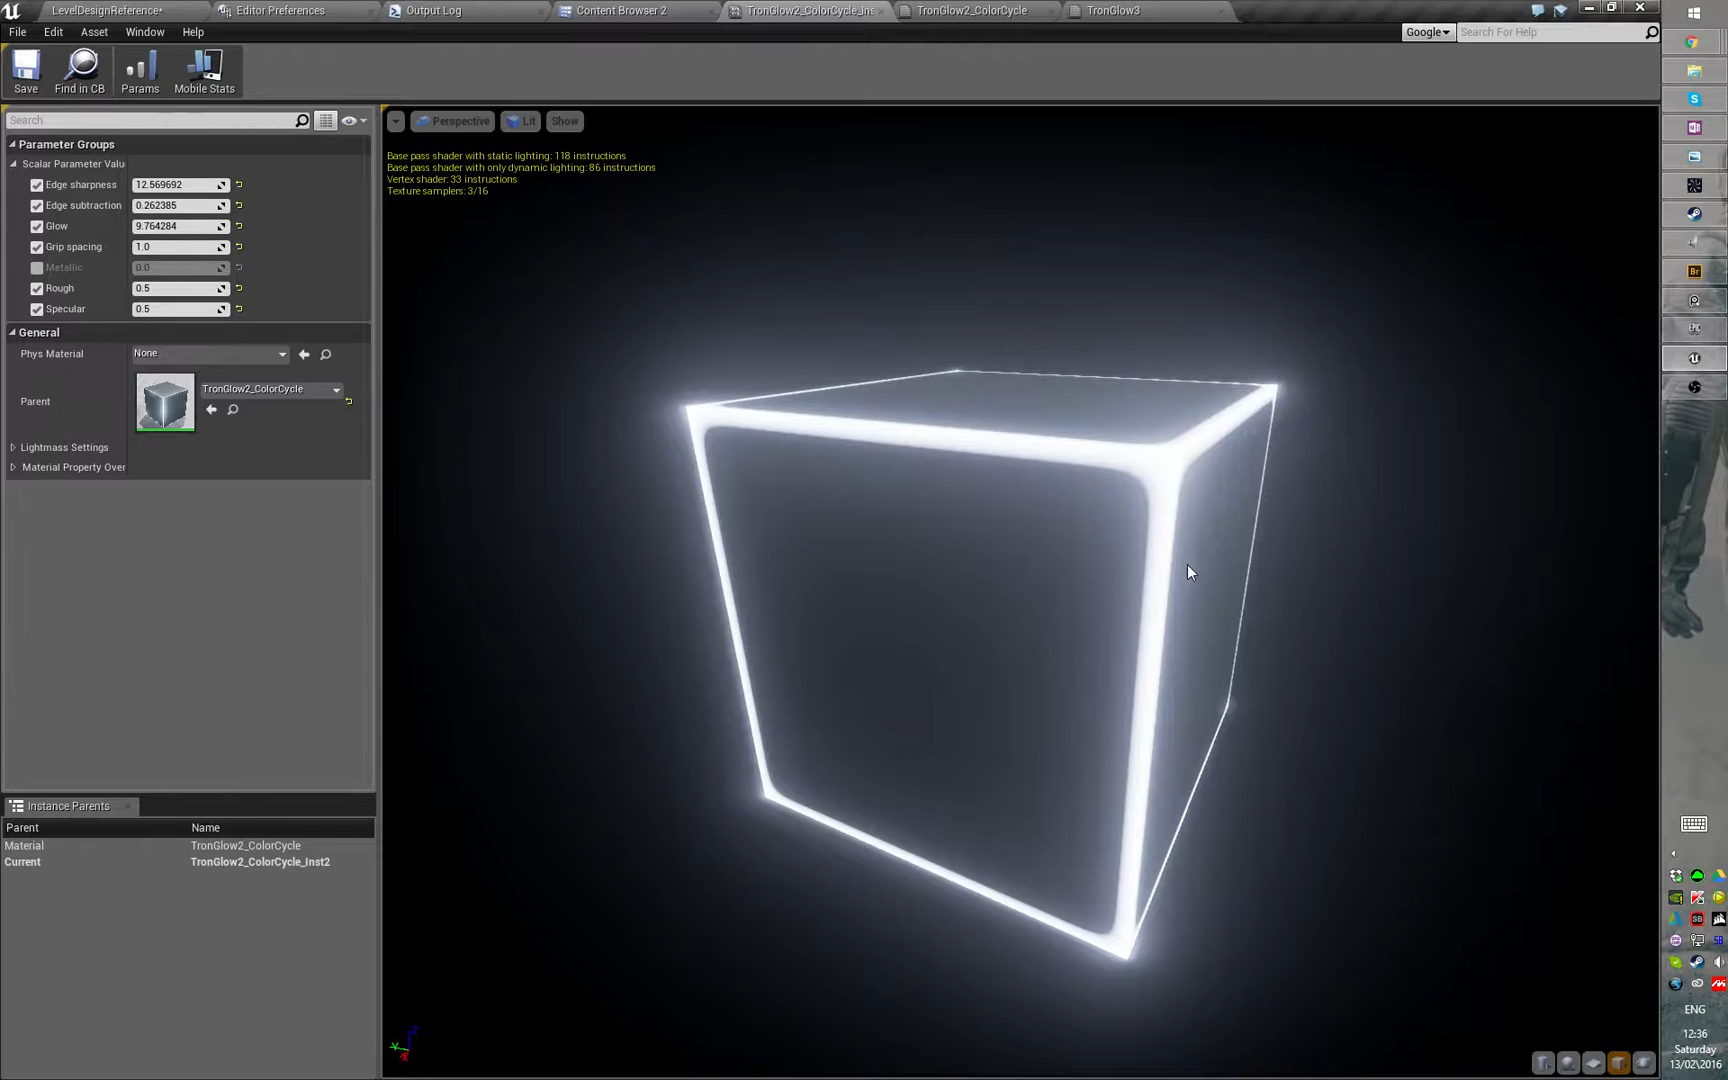 LevelDesignReference*
Editor Preferences
Output Log
Content Browser 2
TronGlow2_ColorCycle_Ins
TronGlow2_ColorCycle
TronGlow3
File Edit Asset Window Help
Google
Search For Help
Save
Find in CB
Params
Mobile Stats
Search
Perspective
Lit
Show
Parameter Groups
Scalar Parameter Valu
Edge sharpness 12.569692
Edge subtraction 0.262385
Glow 9.764284
Grip spacing 1.0
Metallic 0.0
Rough 0.5
Specular 0.5
General
Phys Material None
Parent TronGlow2_ColorCycle
Lightmass Settings
Material Property Over
Base pass shader with static lighting: 118 instructions
Base pass shader with only dynamic lighting: 86 instructions
Vertex shader: 33 instructions
Texture samplers: 3/16
Instance Parents
Parent Name
Material TronGlow2_ColorCycle
Current TronGlow2_ColorCycle_Inst2
Br
EPIC
ENG
12:36
Saturday
13/02\2016